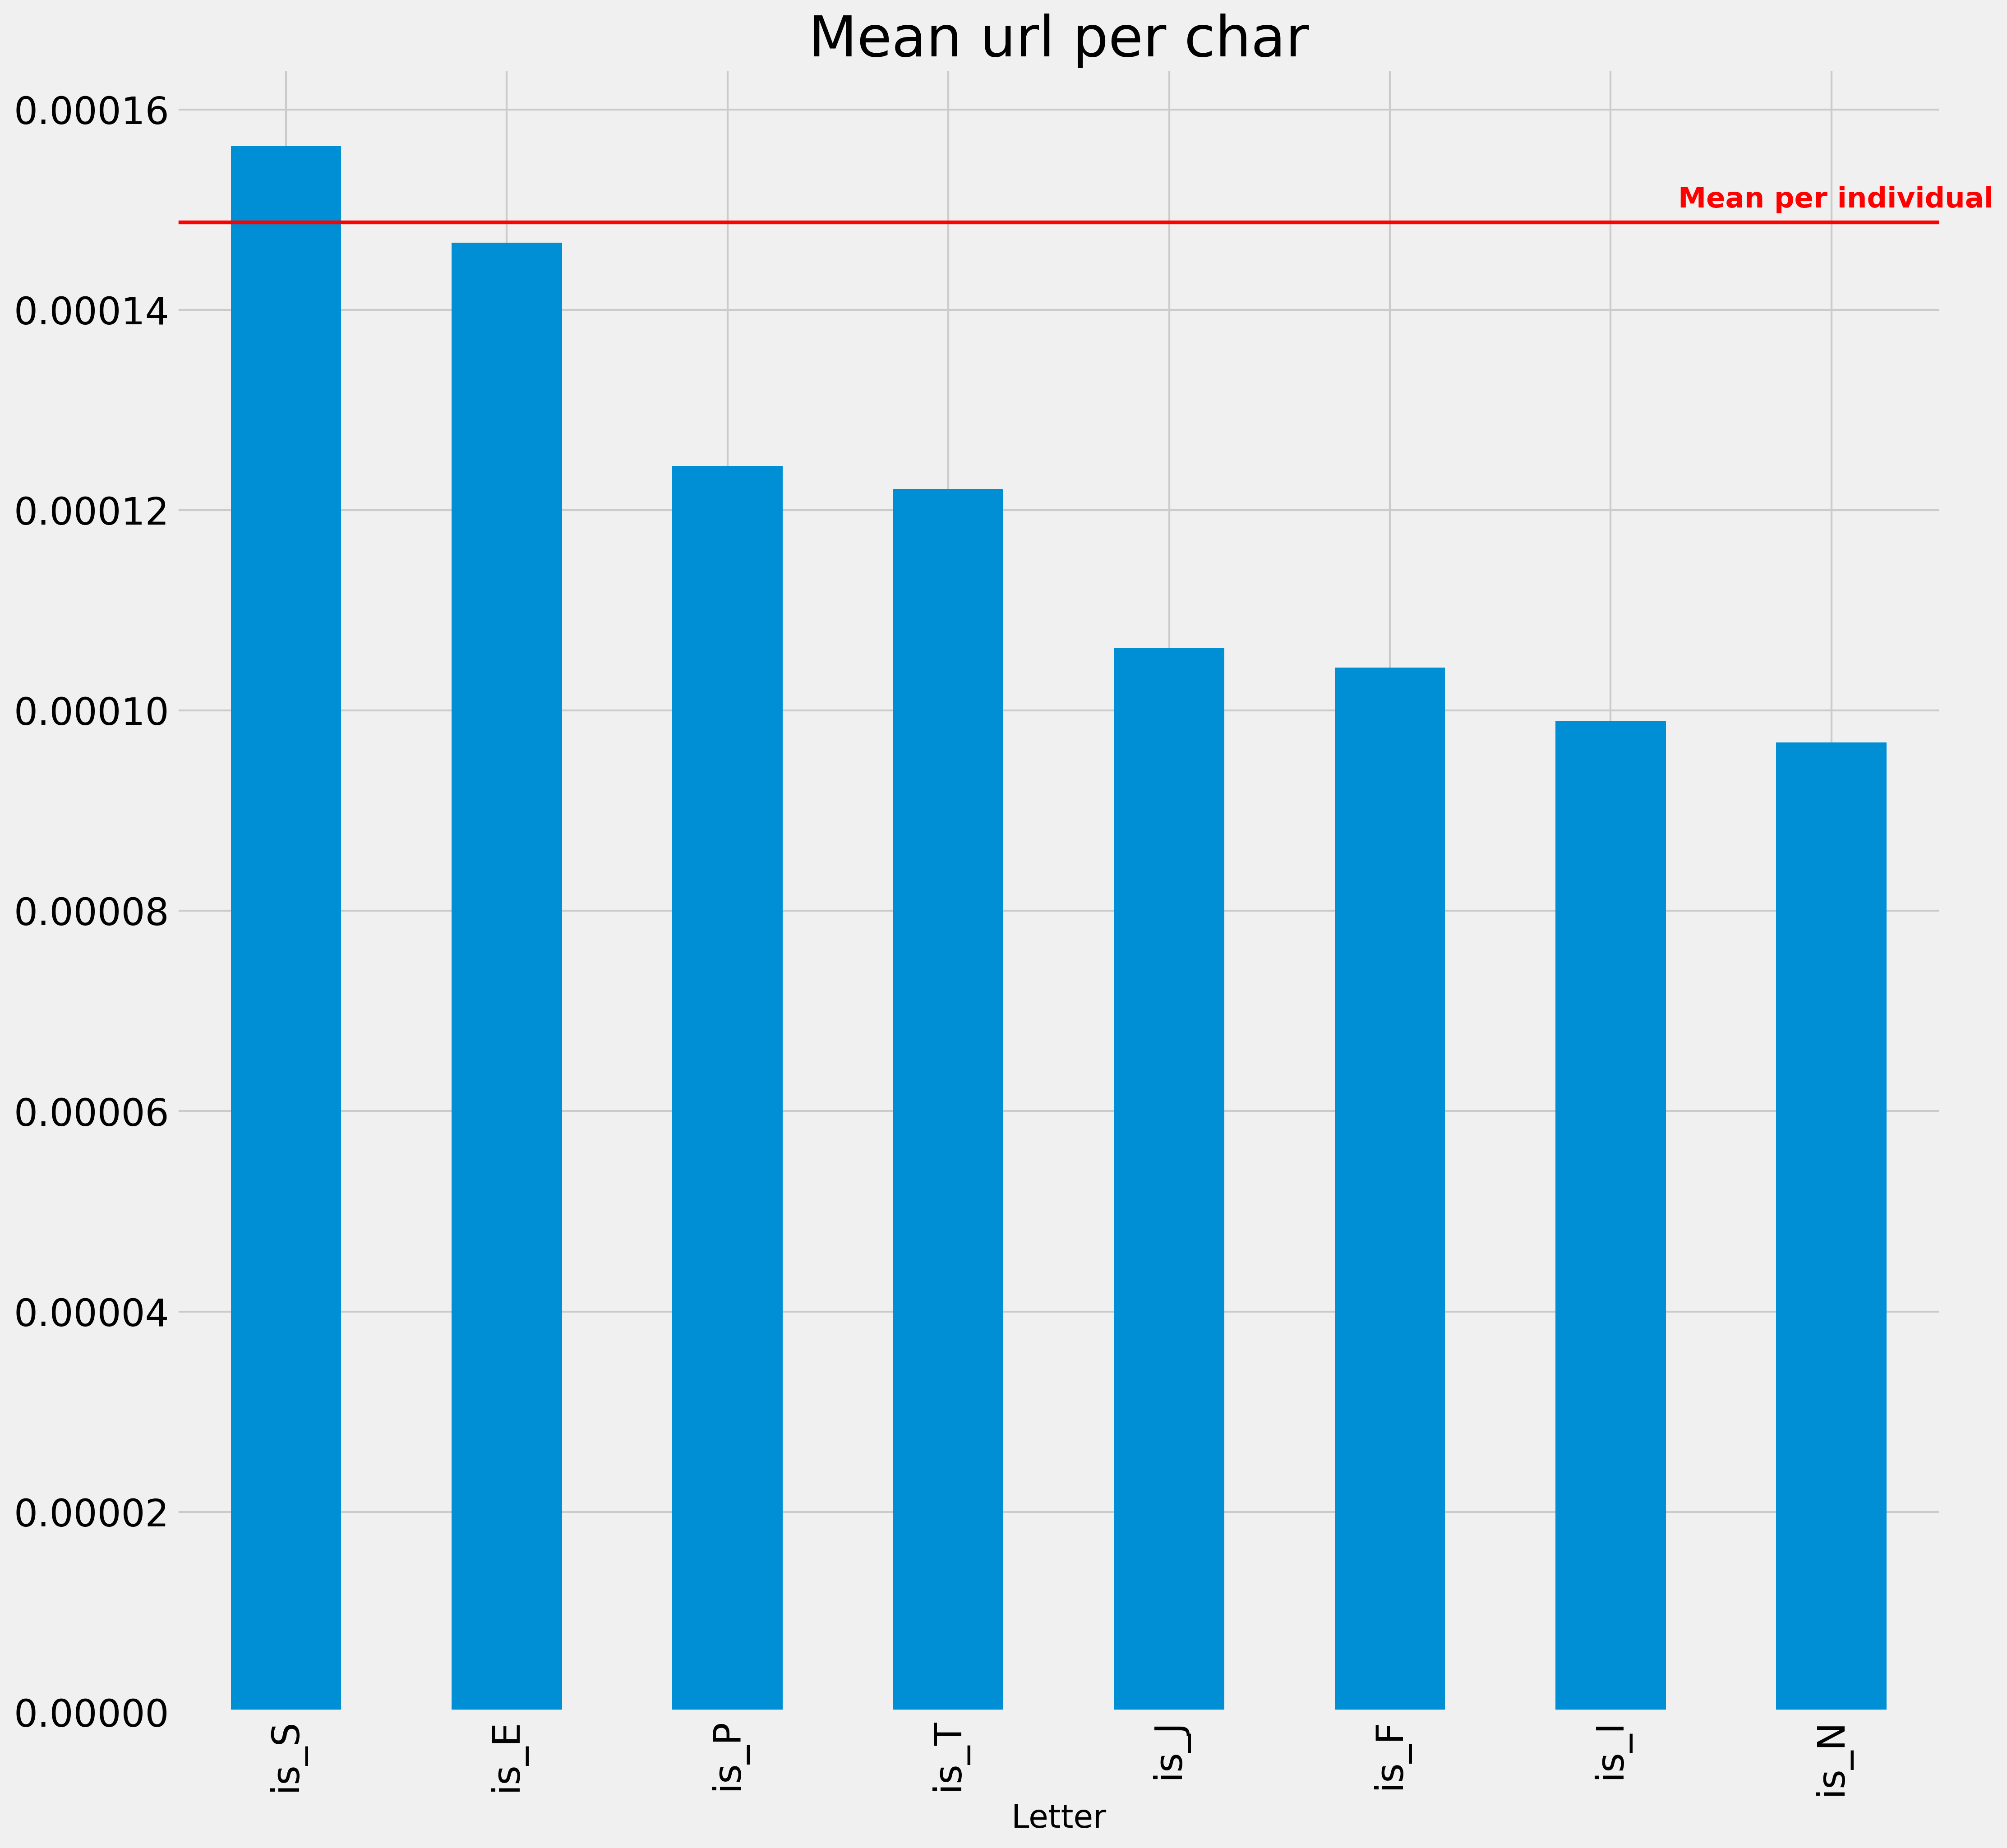 Mean url per char
0.00016
Mean per individual
0.00014
0.00012
0.00010
0.00008
0.00006
0.00004
0.00002
0.00000
is_S is_E is_P is_T is_J is_F is_I is_N
Letter